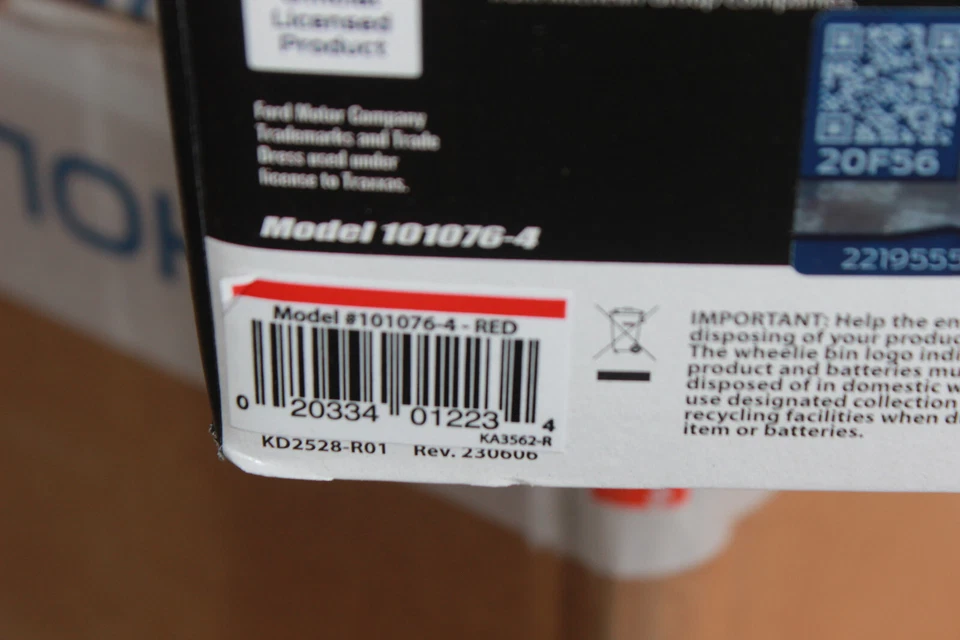 Licensed
Product
Ford Motor Company
Trademarks and Trade
Dress used under
license to Traxxas.
Model 101076-4
20F56
2219555
Model #101076-4 - RED
0 20334 01223 4
KA3562-R
KD2528-R01 Rev. 230606
IMPORTANT: Help the en
disposing of your produc
The wheelie bin logo indi
product and batteries mu
disposed of in domestic w
use designated collection
recycling facilities when d
item or batteries.